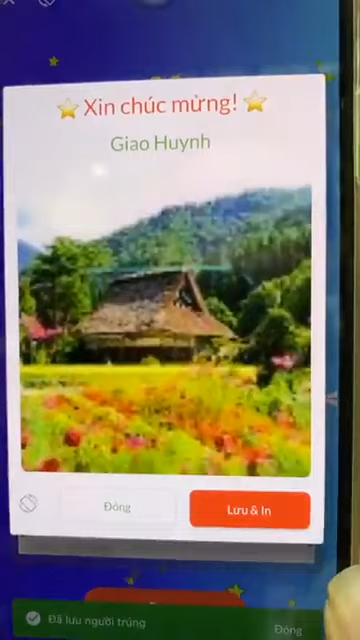 Xin chúc mừng!
Giao Huynh
Đóng
Lưu & In
Đã lưu người trúng
Đóng